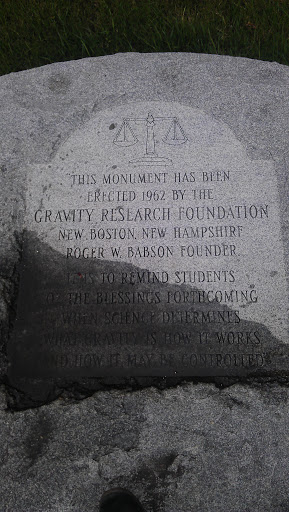 THIS MONUMENT HAS BEEN
ERECTED 1962 BY THE
GRAVITY RESEARCH FOUNDATION
NEW BOSTON, NEW HAMPSHIRE
ROGER W. BABSON FOUNDER
IT IS TO REMIND STUDENTS
OF THE BLESSINGS FORTHCOMING
WHEN SCIENCE DETERMINES
WHAT GRAVITY IS HOW IT WORKS
AND HOW IT MAY BE CONTROLLED